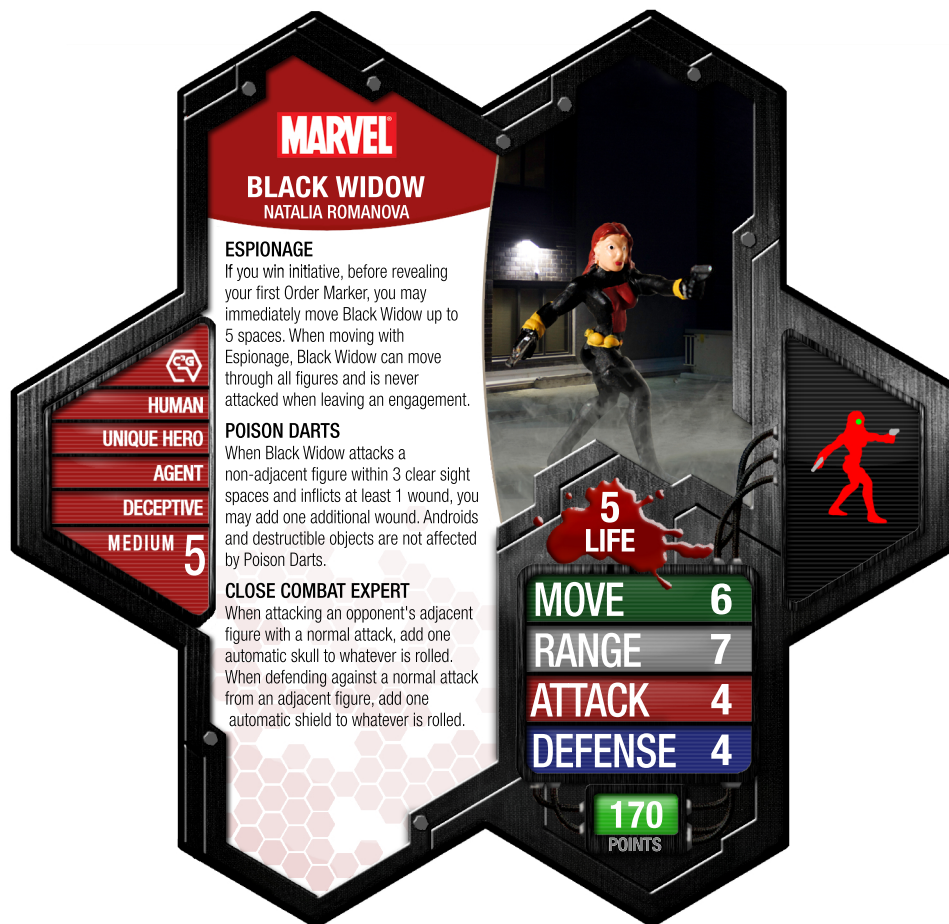 MARVEL
BLACK WIDOW
NATALIA ROMANOVA
ESPIONAGE
If you win initiative, before revealing
your first Order Marker, you may
immediately move Black Widow up to
5 spaces. When moving with
Espionage, Black Widow can move
through all figures and is never
attacked when leaving an engagement.
POISON DARTS
When Black Widow attacks a
non-adjacent figure within 3 clear sight
spaces and inflicts at least 1 wound, you
may add one additional wound. Androids
and destructible objects are not affected
by Poison Darts.
CLOSE COMBAT EXPERT
When attacking an opponent's adjacent
figure with a normal attack, add one
automatic skull to whatever is rolled.
When defending against a normal attack
from an adjacent figure, add one
automatic shield to whatever is rolled.
C3G
HUMAN
UNIQUE HERO
AGENT
DECEPTIVE
MEDIUM 5
5
LIFE
MOVE 6
RANGE 7
ATTACK 4
DEFENSE 4
170
POINTS